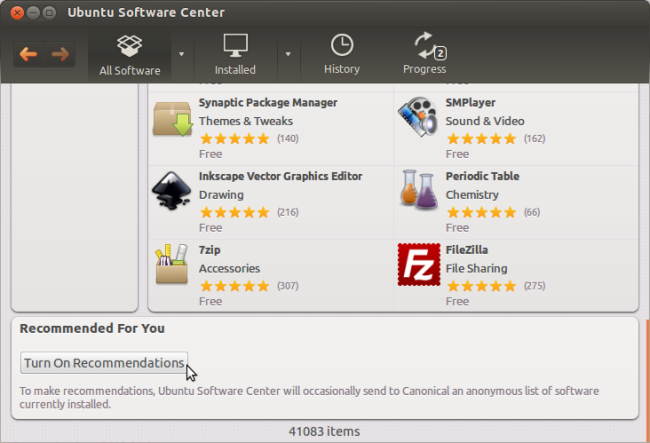 Ubuntu Software Center
All Software
Installed
History
Progress
2
Free
Free
Synaptic Package Manager
Themes & Tweaks
(140)
Free
SMPlayer
Sound & Video
(162)
Free
Inkscape Vector Graphics Editor
Drawing
(216)
Free
Periodic Table
Chemistry
(66)
Free
7zip
Accessories
(307)
Free
FileZilla
File Sharing
(275)
Free
Fz
Recommended For You
Turn On Recommendations
To make recommendations, Ubuntu Software Center will occasionally send to Canonical an anonymous list of software
currently installed.
41083 items